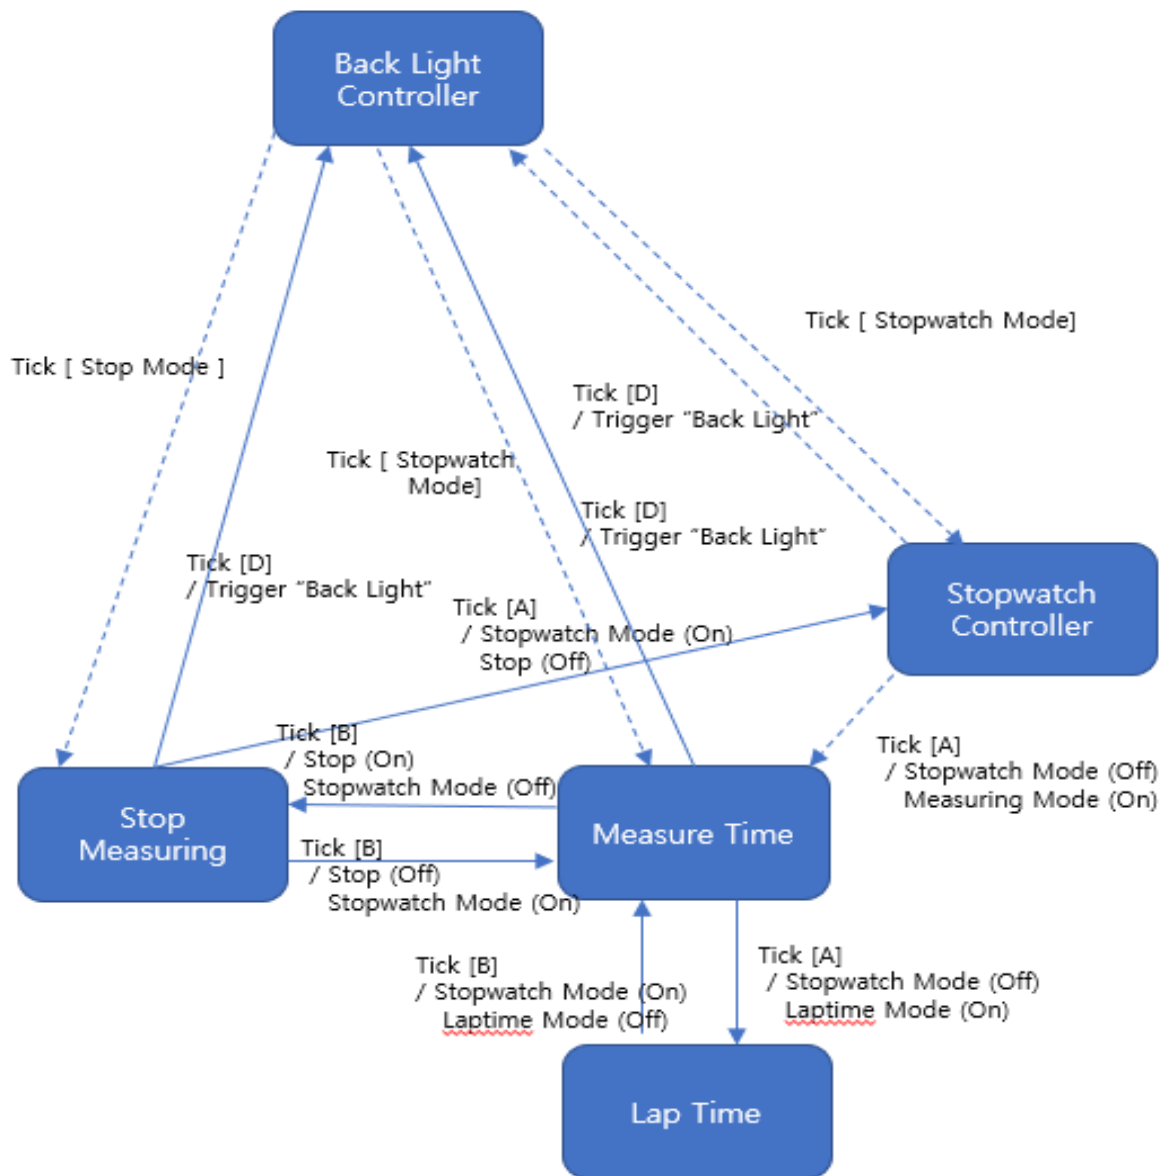 Back Light
Controller
Tick [ Stopwatch Mode]
Tick [ Stop Mode ]
Tick [D]
/ Trigger “Back Light”
Tick [ Stopwatch
Mode]
Tick [D]
/ Trigger “Back Light”
Tick [D]
/ Trigger “Back Light”
Stopwatch
Controller
Tick [A]
/ Stopwatch Mode (On)
Stop (Off)
Tick [B]
/ Stop (On)
Stopwatch Mode (Off)
Tick [A]
/ Stopwatch Mode (Off)
Measuring Mode (On)
Stop
Measuring
Measure Time
Tick [B]
/ Stop (Off)
Stopwatch Mode (On)
Tick [B]
/ Stopwatch Mode (On)
Laptime Mode (Off)
Tick [A]
/ Stopwatch Mode (Off)
Laptime Mode (On)
Lap Time